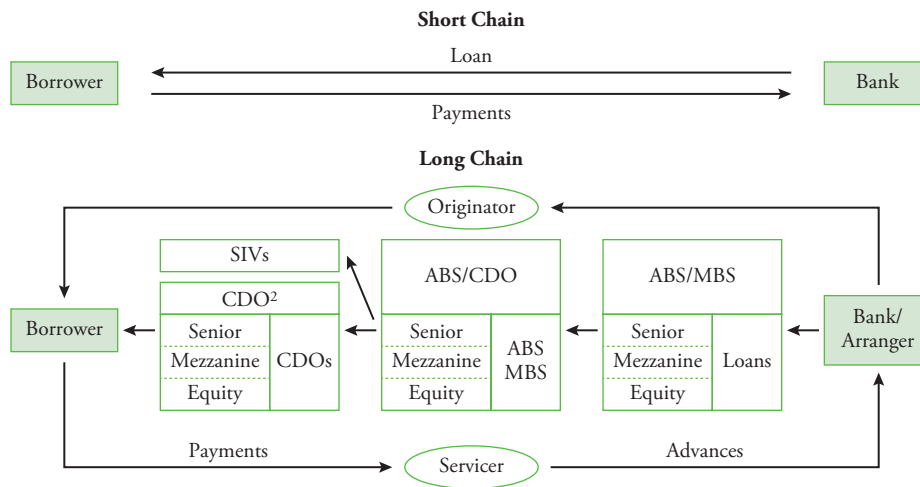 Short Chain
Loan
Borrower
Bank
Payments
Long Chain
Originator
SIVs
ABS/CDO
ABS/MBS
CDO²
Borrower
Senior
Mezzanine
Equity
CDOs
Senior
Mezzanine
Equity
ABS
MBS
Senior
Mezzanine
Equity
Loans
Bank/
Arranger
Payments
Servicer
Advances